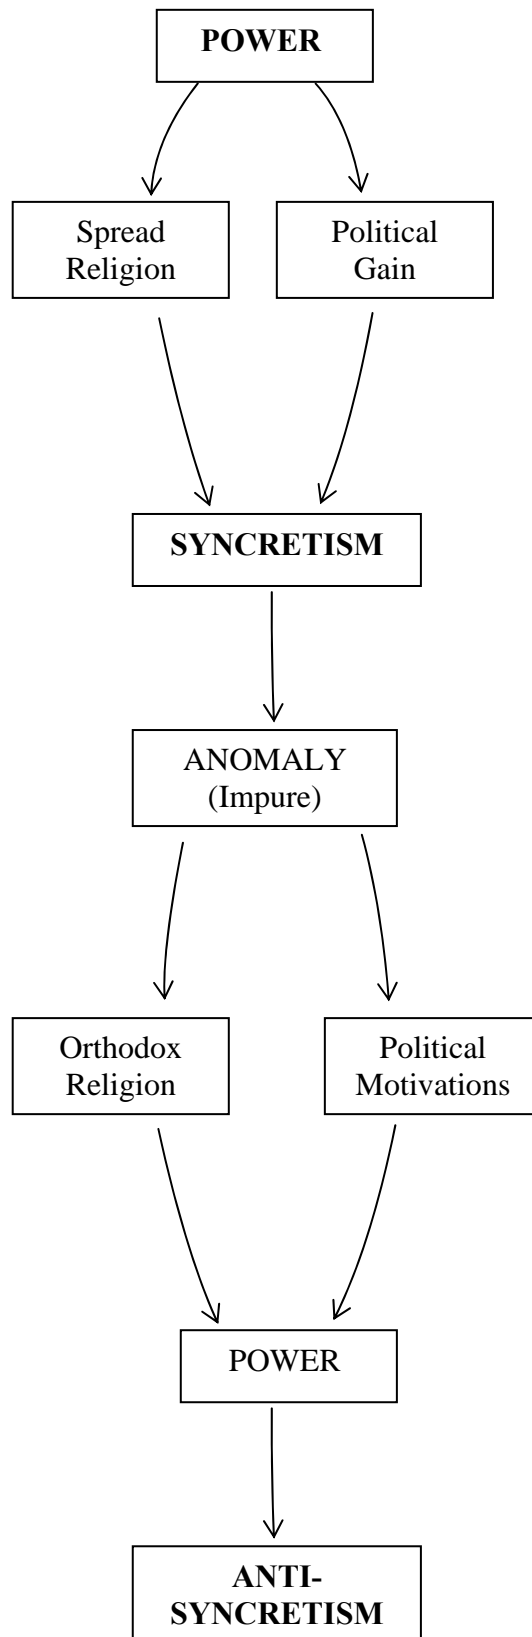 POWER
Spread
Religion
Political
Gain
SYNCRETISM
ANOMALY
(Impure)
Orthodox
Religion
Political
Motivations
POWER
ANTI-
SYNCRETISM